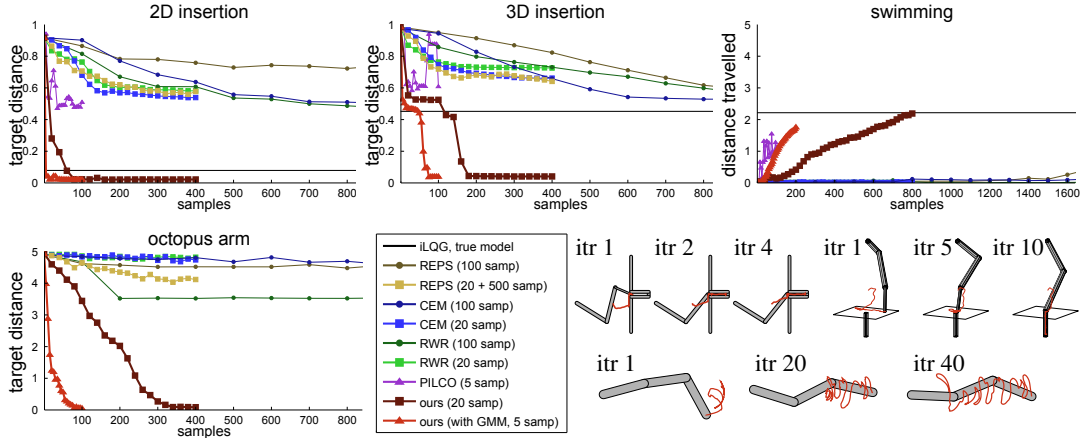 2D insertion
target distance
1
0.8
0.6
0.4
0.2
0
100 200 300 400 500 600 700 800
samples
3D insertion
target distance
1
0.8
0.6
0.4
0.2
0
100 200 300 400 500 600 700 800
samples
swimming
distance travelled
5
4
3
2
1
0
200 400 600 800 1000 1200 1400 1600
samples
octopus arm
target distance
5
4
3
2
1
0
100 200 300 400 500 600 700 800
samples
iLQG, true model
REPS (100 samp)
REPS (20 + 500 samp)
CEM (100 samp)
CEM (20 samp)
RWR (100 samp)
RWR (20 samp)
PILCO (5 samp)
ours (20 samp)
ours (with GMM, 5 samp)
itr 1 itr 2 itr 4
itr 1 itr 5 itr 10
itr 1 itr 20 itr 40